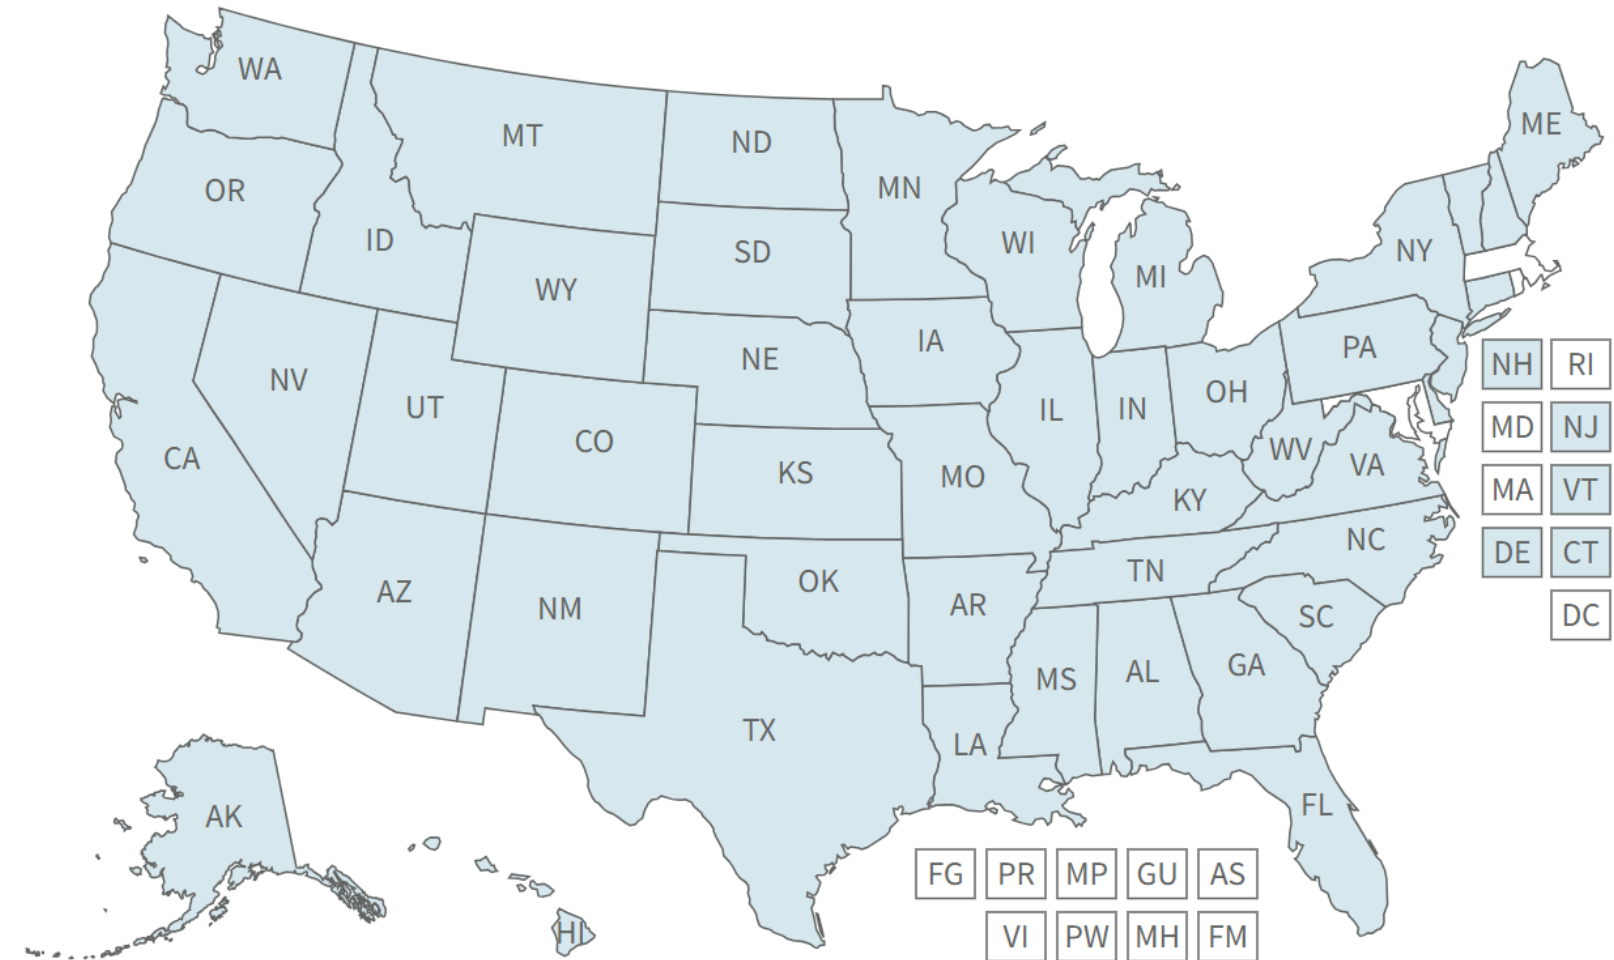 WA
MT
ND
ME
OR
MN
ID
SD
WI
NY
MI
WY
IA
PA
NE
NH RI
NV
UT
IL
IN
OH
CO
MD NJ
CA
KS
MO
WV
VA
KY
MA VT
NC
DE CT
AZ
NM
OK
TN
AR
SC
DC
MS
AL
GA
TX
LA
AK
FL
FG PR MP GU AS
HI
VI PW MH FM